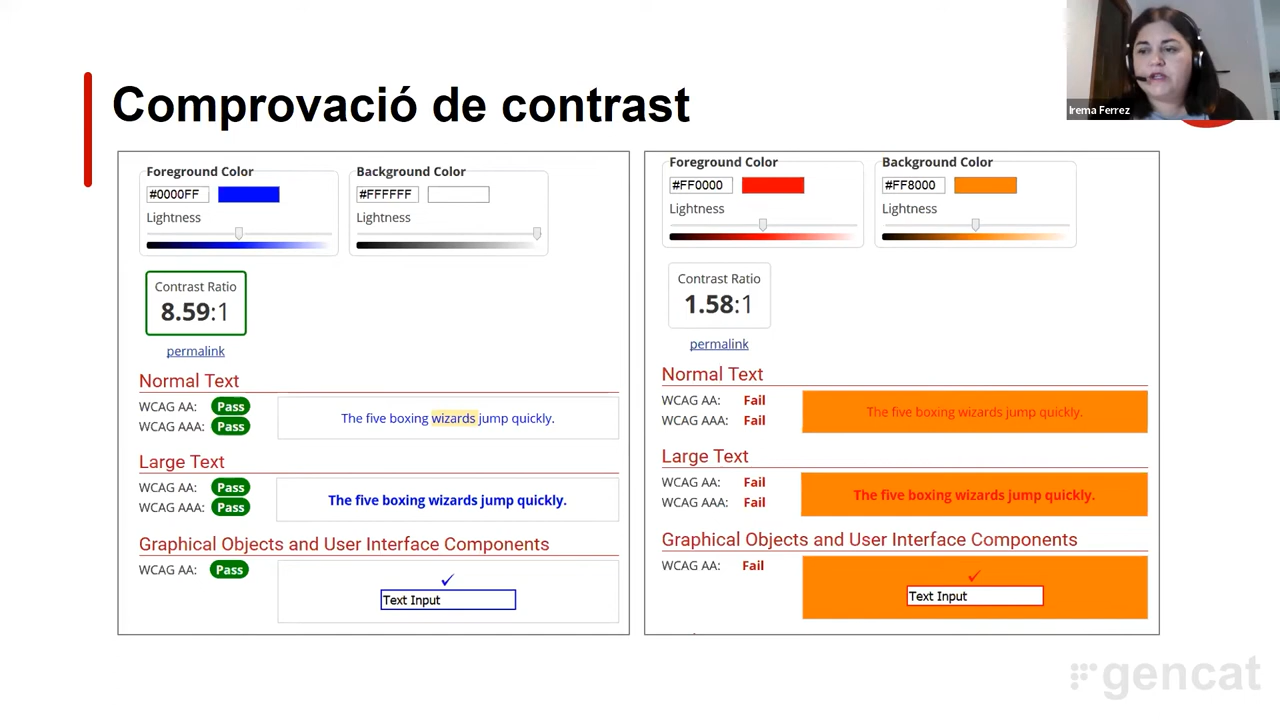 Comprovació de contrast
Irema Ferrez
Foreground Color
Background Color
#0000FF
#FFFFFF
Lightness
Lightness
Contrast Ratio
8.59:1
permalink
Normal Text
WCAG AA: Pass
WCAG AAA: Pass
The five boxing wizards jump quickly.
Large Text
WCAG AA: Pass
WCAG AAA: Pass
The five boxing wizards jump quickly.
Graphical Objects and User Interface Components
WCAG AA: Pass
Text Input
Foreground Color
Background Color
#FF0000
#FF8000
Lightness
Lightness
Contrast Ratio
1.58:1
permalink
Normal Text
WCAG AA: Fail
WCAG AAA: Fail
The five boxing wizards jump quickly.
Large Text
WCAG AA: Fail
WCAG AAA: Fail
The five boxing wizards jump quickly.
Graphical Objects and User Interface Components
WCAG AA: Fail
Text Input
gencat